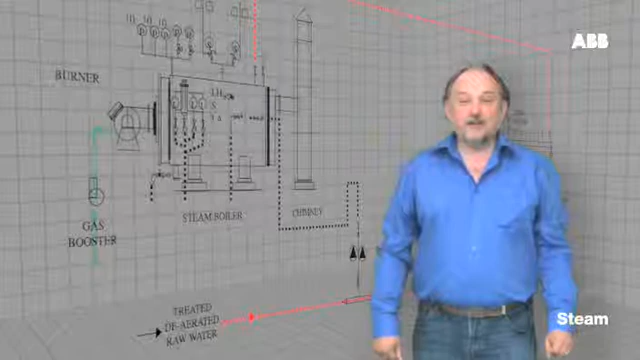 ABB
BURNER
STEAM BOILER
CHIMNEY
GAS
BOOSTER
TREATED
DE-AERATED
RAW WATER
Steam